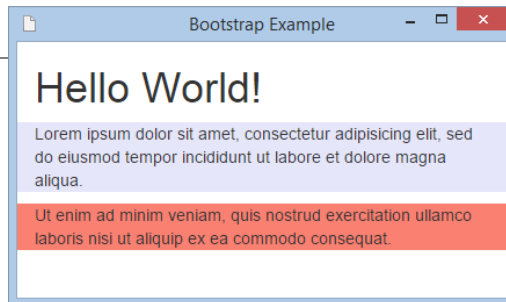 Bootstrap Example
Hello World!
Lorem ipsum dolor sit amet, consectetur adipisicing elit, sed
do eiusmod tempor incididunt ut labore et dolore magna
aliqua.
Ut enim ad minim veniam, quis nostrud exercitation ullamco
laboris nisi ut aliquip ex ea commodo consequat.